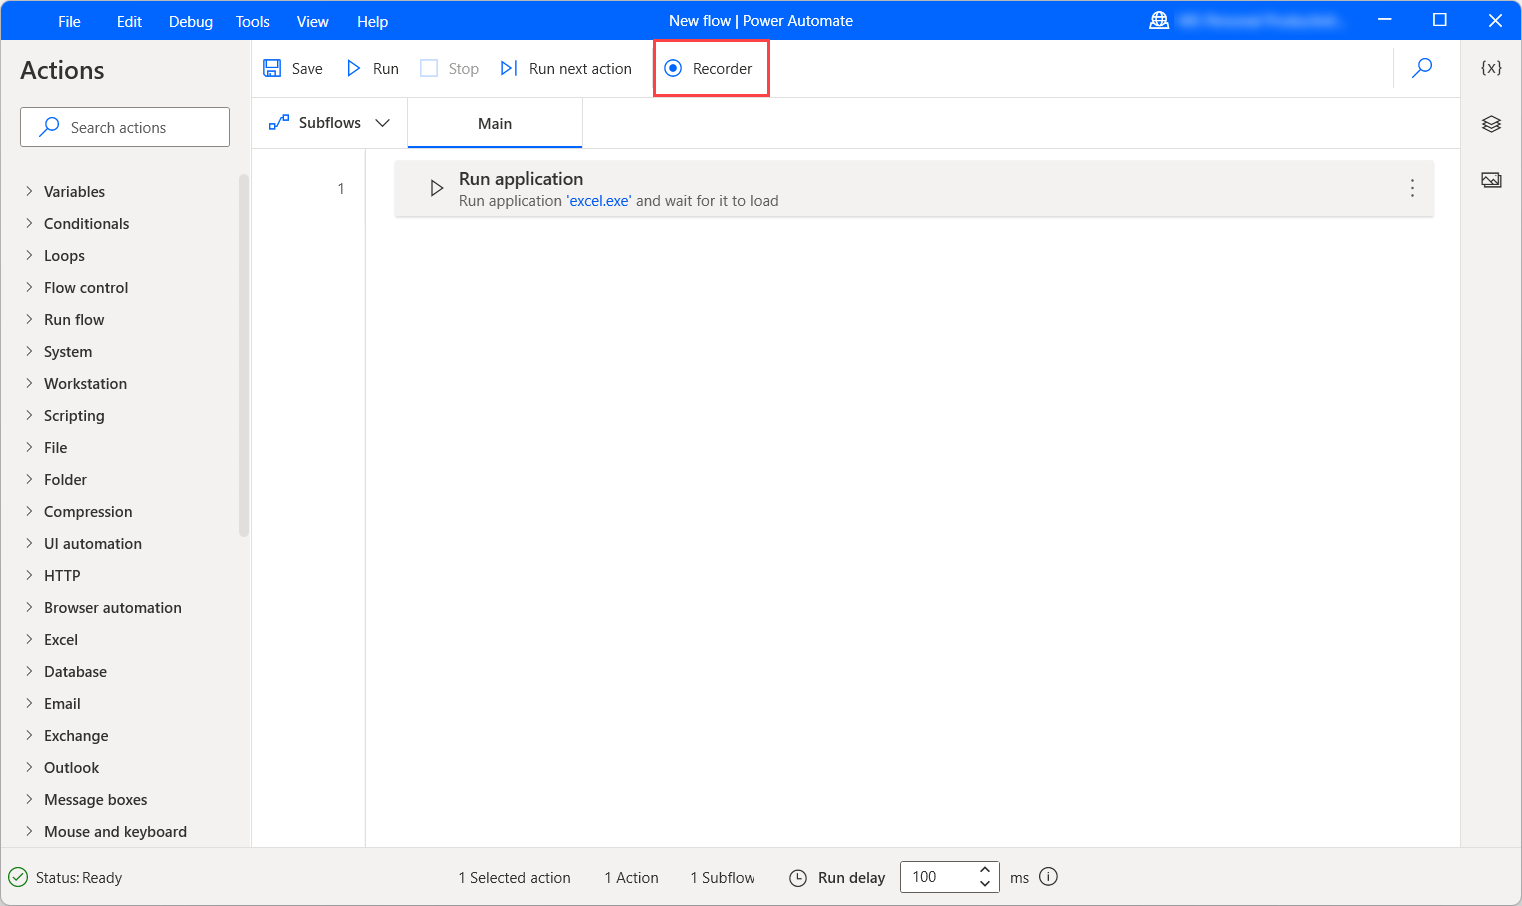 File Edit Debug Tools View Help New flow | Power Automate
Actions
Save Run Stop Run next action Recorder
{x}
Search actions
Subflows Main
1
Run application
Run application 'excel.exe' and wait for it to load
Variables
Conditionals
Loops
Flow control
Run flow
System
Workstation
Scripting
File
Folder
Compression
UI automation
HTTP
Browser automation
Excel
Database
Email
Exchange
Outlook
Message boxes
Mouse and keyboard
Status: Ready 1 Selected action 1 Action 1 Subflow Run delay 100 ms